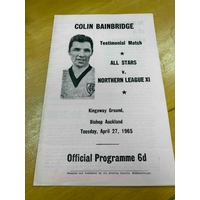 COLIN BAINBRIDGE
Testimonial Match
★
ALL STARS
v.
NORTHERN LEAGUE XI
★
Kingsway Ground,
Bishop Auckland
Tuesday, April 27, 1965
Official Programme 6d